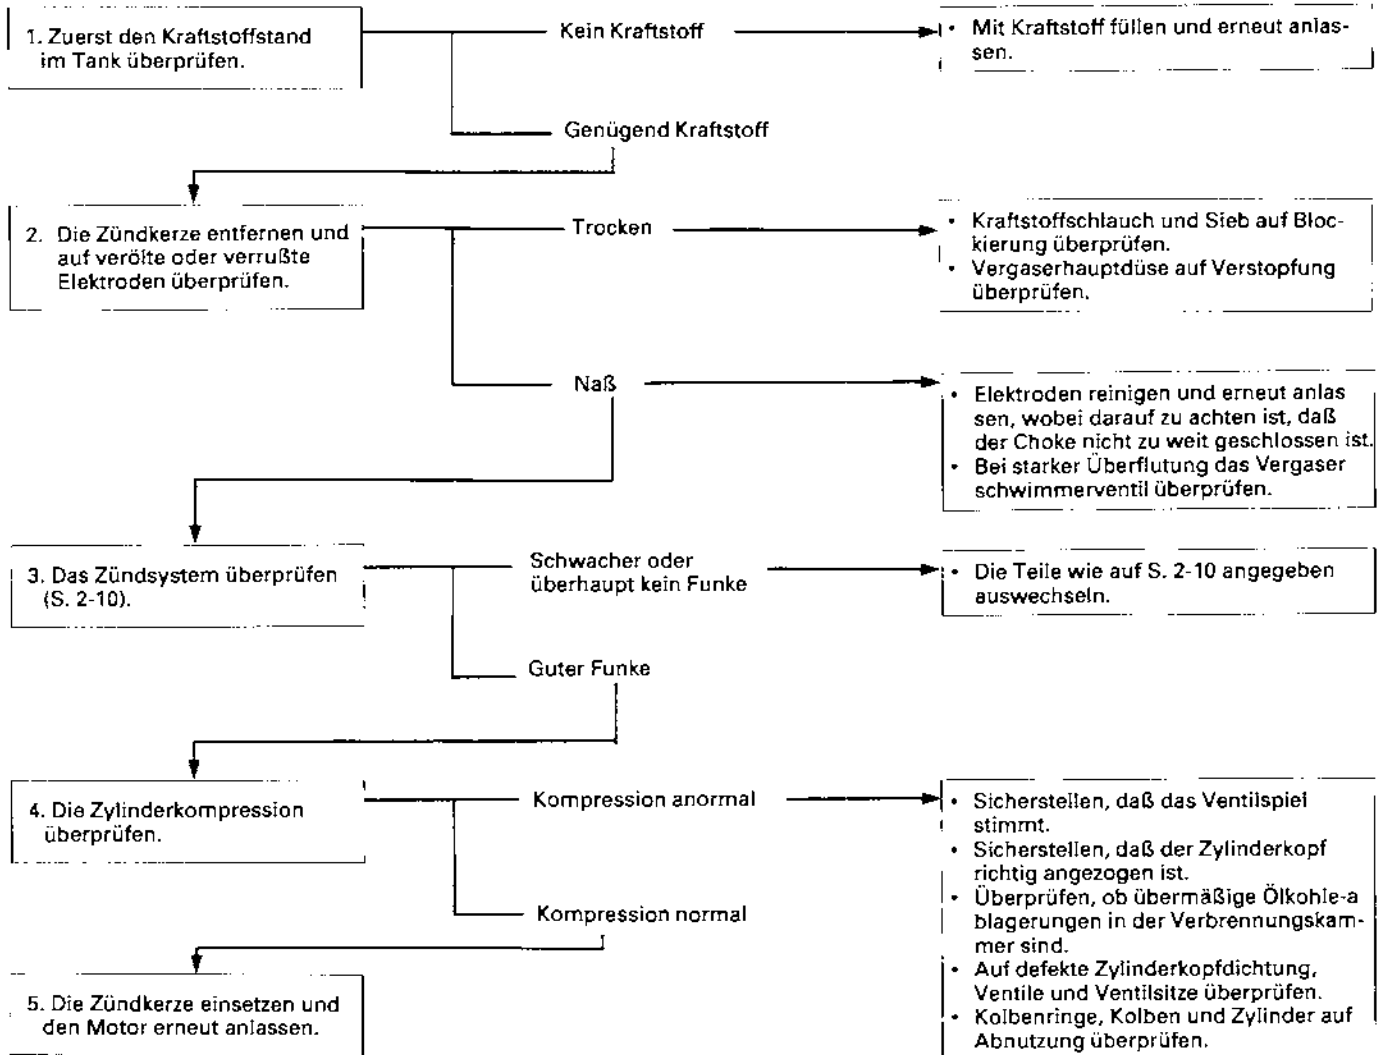 1. Zuerst den Kraftstoffstand
im Tank überprüfen.
Kein Kraftstoff
• Mit Kraftstoff füllen und erneut anlas-
sen.
Genügend Kraftstoff
2. Die Zündkerze entfernen und
auf verölte oder verrußte
Elektroden überprüfen.
Trocken
• Kraftstoffschlauch und Sieb auf Bloc-
kierung überprüfen.
• Vergaserhauptdüse auf Verstopfung
überprüfen.
Naß
• Elektroden reinigen und erneut anlas
sen, wobei darauf zu achten ist, daß
der Choke nicht zu weit geschlossen ist.
• Bei starker Überflutung das Vergaser
schwimmerventil überprüfen.
3. Das Zündsystem überprüfen
(S. 2-10).
Schwacher oder
überhaupt kein Funke
• Die Teile wie auf S. 2-10 angegeben
auswechseln.
Guter Funke
4. Die Zylinderkompression
überprüfen.
Kompression anormal
• Sicherstellen, daß das Ventilspiel
stimmt.
• Sicherstellen, daß der Zylinderkopf
richtig angezogen ist.
• Überprüfen, ob übermäßige Ölkohle-a
blagerungen in der Verbrennungskam-
mer sind.
• Auf defekte Zylinderkopfdichtung,
Ventile und Ventilsitze überprüfen.
• Kolbenringe, Kolben und Zylinder auf
Abnutzung überprüfen.
Kompression normal
5. Die Zündkerze einsetzen und
den Motor erneut anlassen.